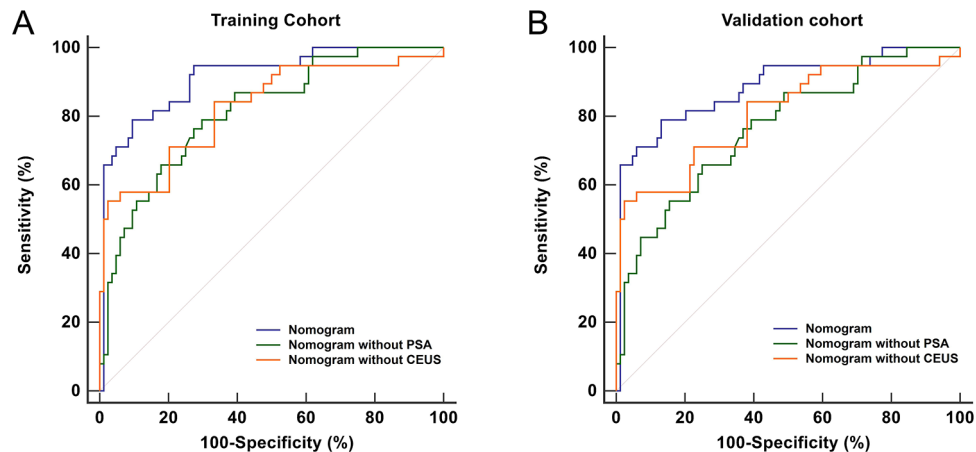 A
Training Cohort
100
80
60
40
20
0
Sensitivity (%)
Nomogram
Nomogram without PSA
Nomogram without CEUS
0 20 40 60 80 100
100-Specificity (%)
B
Validation cohort
100
80
60
40
20
0
Sensitivity (%)
Nomogram
Nomogram without PSA
Nomogram without CEUS
0 20 40 60 80 100
100-Specificity (%)